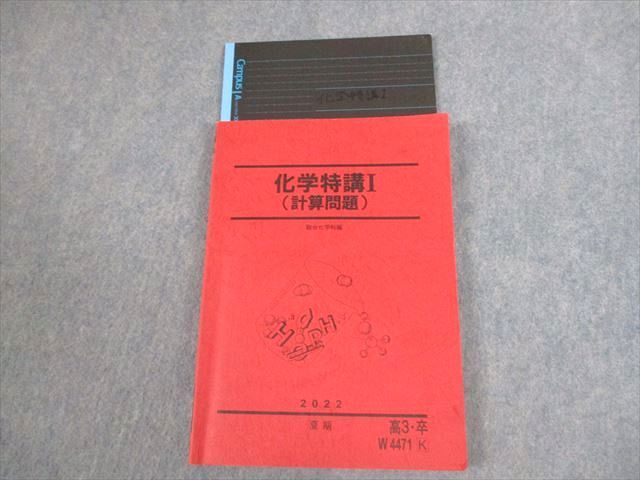 Campus
A
化学特講I
(計算問題)
駿台化学科編
2022
夏期
高3・卒
W4471 K